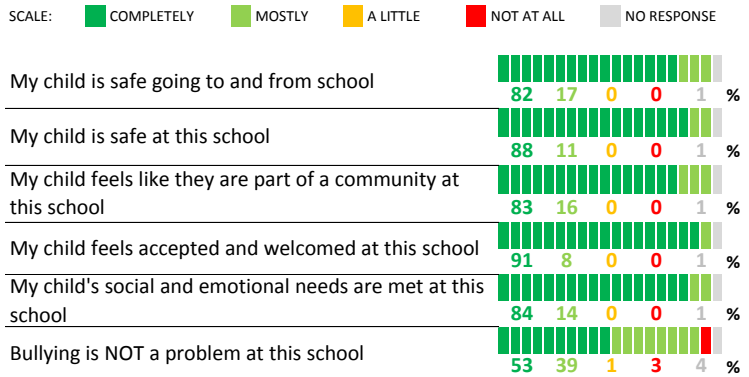 SCALE: COMPLETELY MOSTLY A LITTLE NOT AT ALL NO RESPONSE
My child is safe going to and from school
82 17 0 0 1 %
My child is safe at this school
88 11 0 0 1 %
My child feels like they are part of a community at
this school
83 16 0 0 1 %
My child feels accepted and welcomed at this school
91 8 0 0 1 %
My child's social and emotional needs are met at this
school
84 14 0 0 1 %
Bullying is NOT a problem at this school
53 39 1 3 4 %